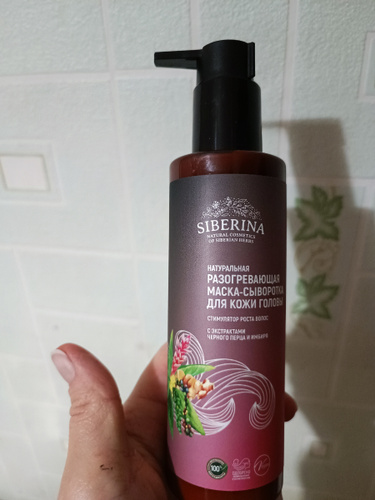 SIBERINA
NATURAL COSMETICS
OF SIBERIAN HERBS
НАТУРАЛЬНАЯ
РАЗОГРЕВАЮЩАЯ
МАСКА-СЫВОРОТКА
ДЛЯ КОЖИ ГОЛОВЫ
СТИМУЛЯТОР РОСТА ВОЛОС
С ЭКСТРАКТАМИ
ЧЕРНОГО ПЕРЦА И ИМБИРЯ
100%